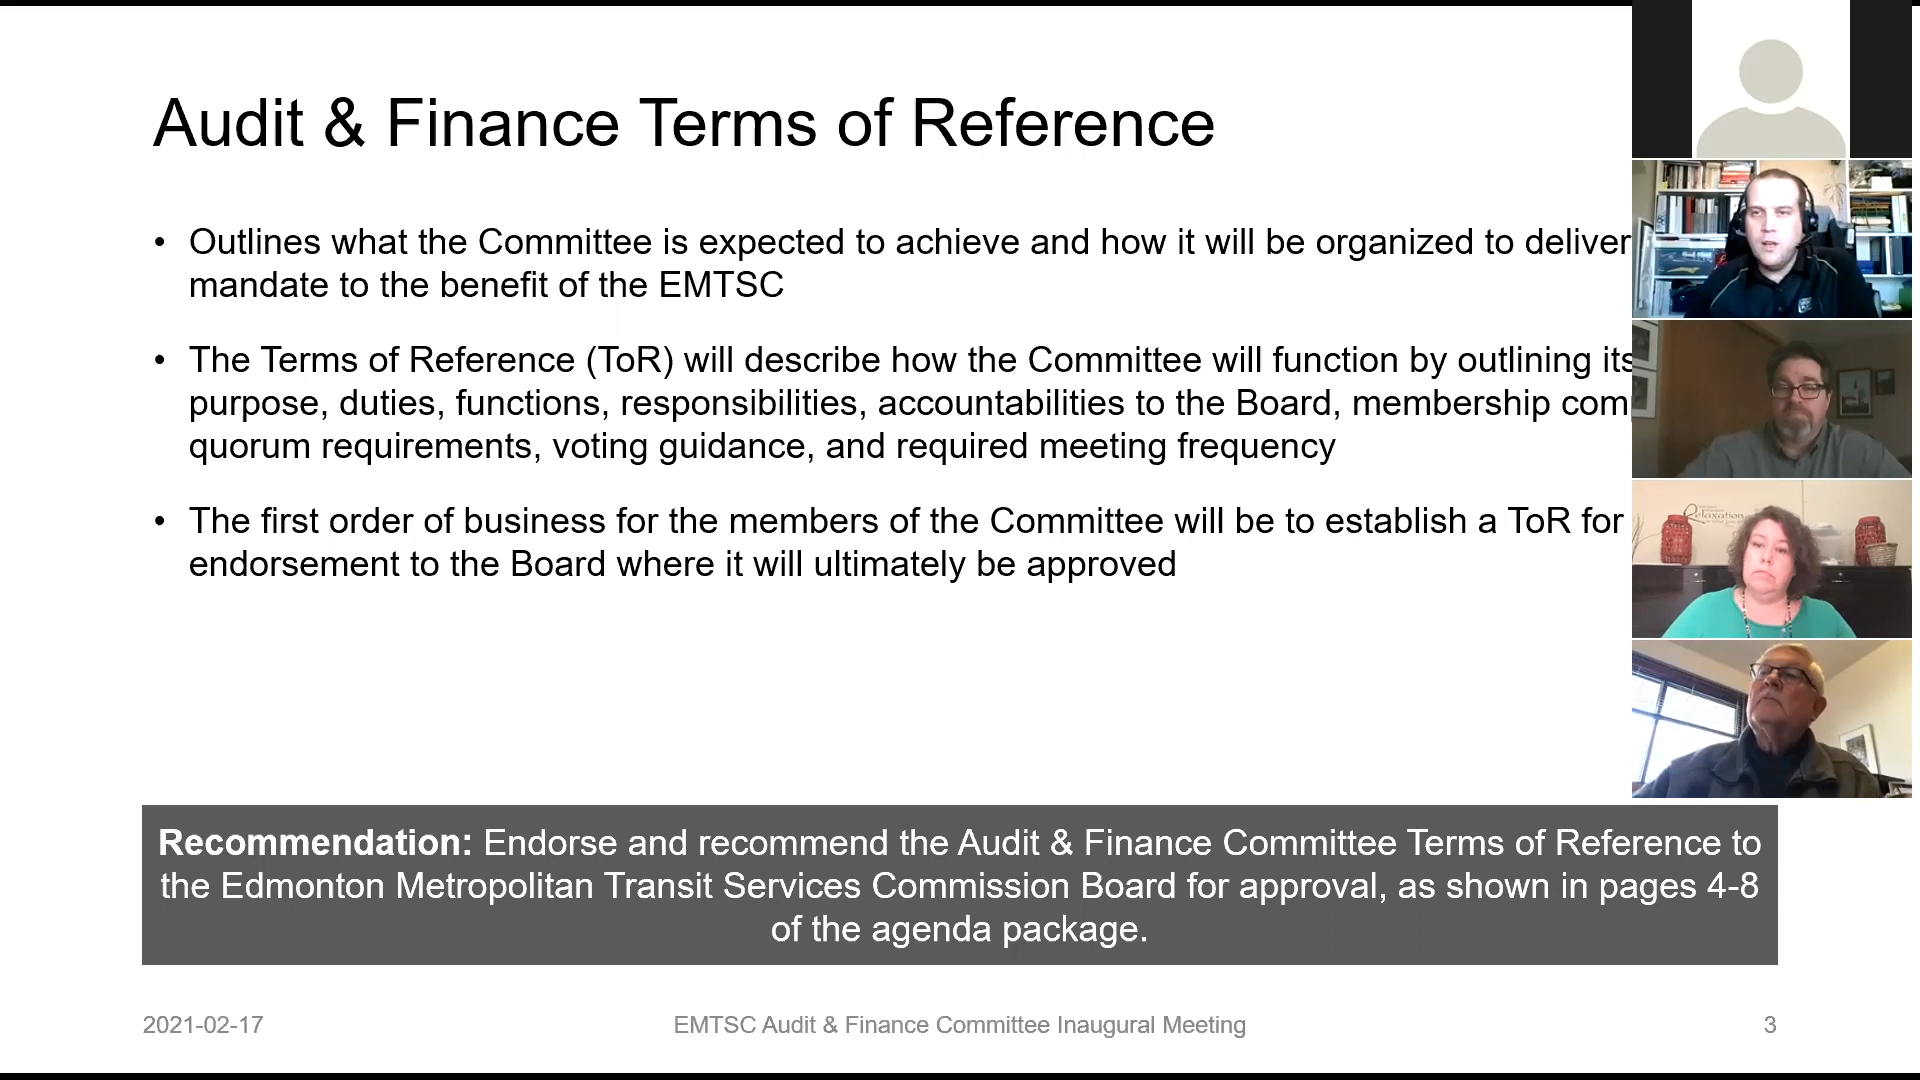 Audit & Finance Terms of Reference
• Outlines what the Committee is expected to achieve and how it will be organized to deliver
mandate to the benefit of the EMTSC
• The Terms of Reference (ToR) will describe how the Committee will function by outlining its
purpose, duties, functions, responsibilities, accountabilities to the Board, membership com
quorum requirements, voting guidance, and required meeting frequency
• The first order of business for the members of the Committee will be to establish a ToR for
endorsement to the Board where it will ultimately be approved
Relaxation
Recommendation: Endorse and recommend the Audit & Finance Committee Terms of Reference to
the Edmonton Metropolitan Transit Services Commission Board for approval, as shown in pages 4-8
of the agenda package.
2021-02-17
EMTSC Audit & Finance Committee Inaugural Meeting
3